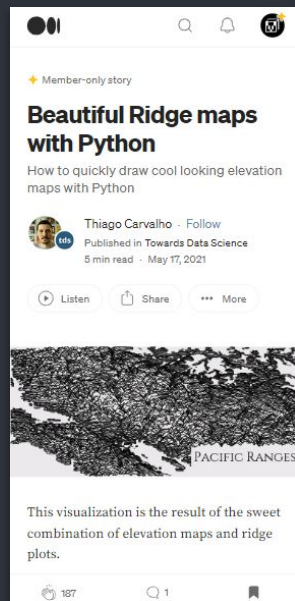 Member-only story
Beautiful Ridge maps
with Python
How to quickly draw cool looking elevation
maps with Python
Thiago Carvalho · Follow
tds
Published in Towards Data Science
5 min read · May 17, 2021
Listen Share More
PACIFIC RANGES
This visualization is the result of the sweet
combination of elevation maps and ridge
plots.
187 1